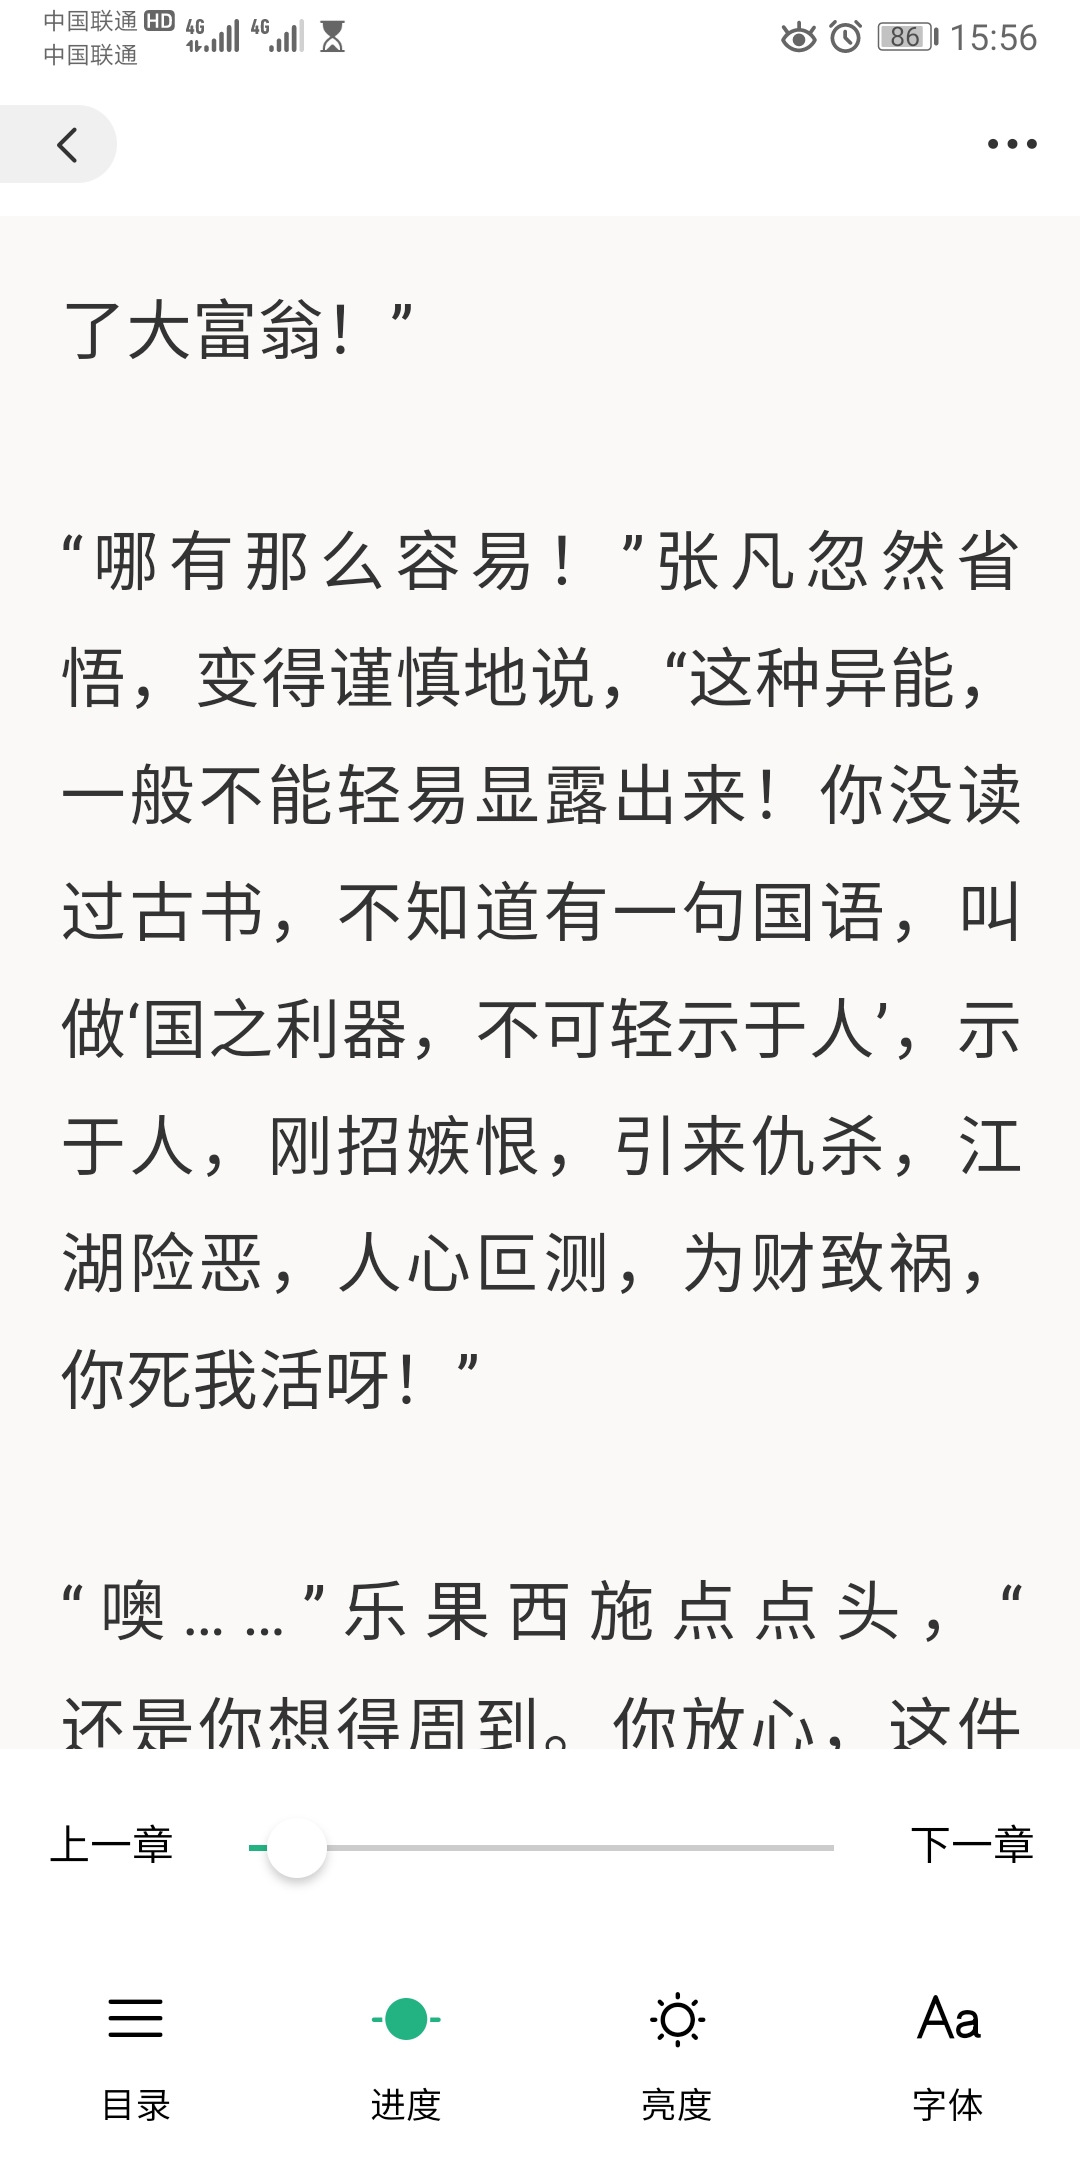 中国联通 HD 4G 4G 86 15:56
中国联通
了大富翁！”
“哪有那么容易！”张凡忽然省
悟，变得谨慎地说，“这种异能，
一般不能轻易显露出来！你没读
过古书，不知道有一句国语，叫
做‘国之利器，不可轻示于人’，示
于人，刚招嫉恨，引来仇杀，江
湖险恶，人心叵测，为财致祸，
你死我活呀！”
“噢……”乐果西施点点头，“
还是你想得周到。你放心，这件
上一章 下一章
目录 进度 亮度 Aa 字体